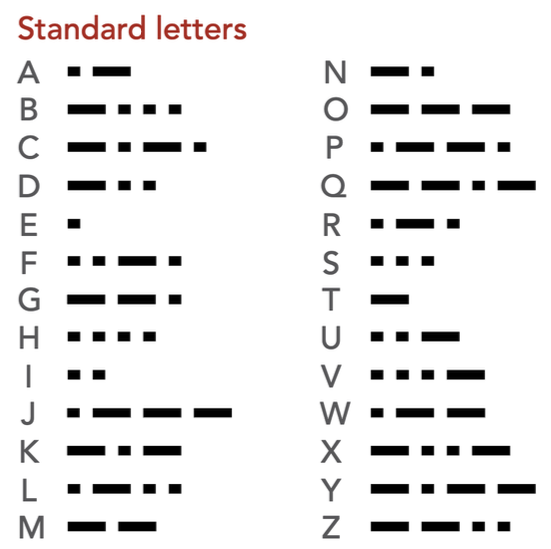 Standard letters
A ▪ ▬
B ▬ ▪ ▪ ▪
C ▬ ▪ ▬ ▪
D ▬ ▪ ▪
E ▪
F ▪ ▪ ▬ ▪
G ▬ ▬ ▪
H ▪ ▪ ▪ ▪
I ▪ ▪
J ▪ ▬ ▬ ▬
K ▬ ▪ ▬
L ▪ ▬ ▪ ▪
M ▬ ▬
N ▬ ▪
O ▬ ▬ ▬
P ▪ ▬ ▬ ▪
Q ▬ ▬ ▪ ▬
R ▪ ▬ ▪
S ▪ ▪ ▪
T ▬
U ▪ ▪ ▬
V ▪ ▪ ▪ ▬
W ▪ ▬ ▬
X ▬ ▪ ▪ ▬
Y ▬ ▪ ▬ ▬
Z ▬ ▬ ▪ ▪